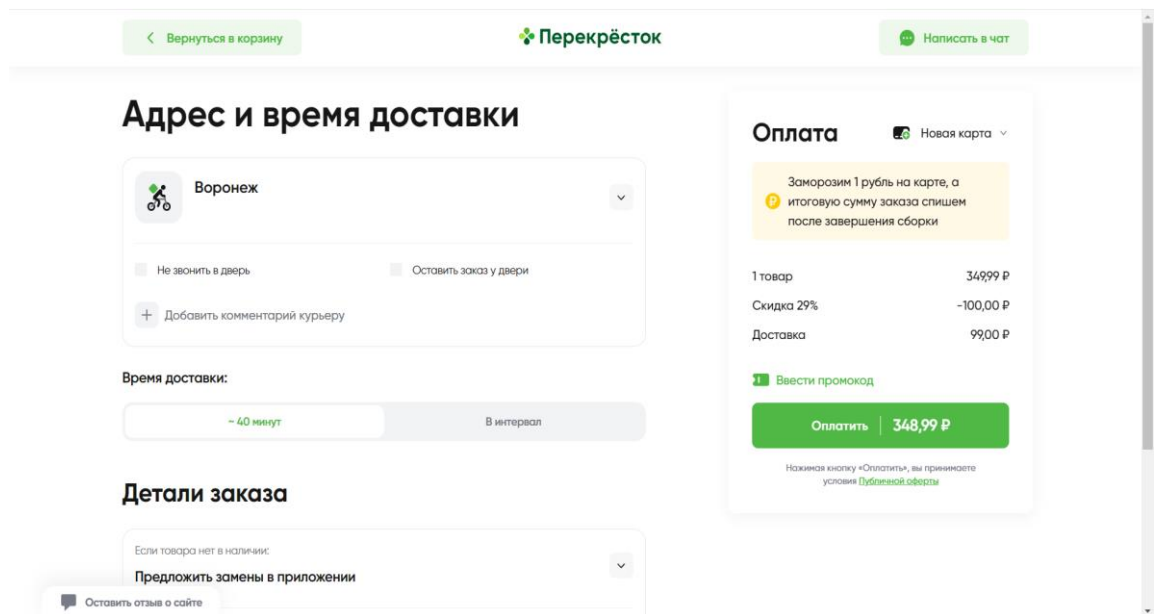 Вернуться в корзину
Перекрёсток
Написать в чат
Адрес и время доставки
Воронеж
Не звонить в дверь
Оставить заказ у двери
+ Добавить комментарий курьеру
Время доставки:
~ 40 минут
В интервал
Детали заказа
Если товара нет в наличии:
Предложить замены в приложении
Оставить отзыв о сайте
Оплата
Новая карта
Заморозим 1 рубль на карте, а
итоговую сумму заказа спишем
после завершения сборки
1 товар 349,99 ₽
Скидка 29% -100,00 ₽
Доставка 99,00 ₽
Ввести промокод
Оплатить | 348,99 ₽
Нажимая кнопку «Оплатить», вы принимаете
условия Публичной оферты